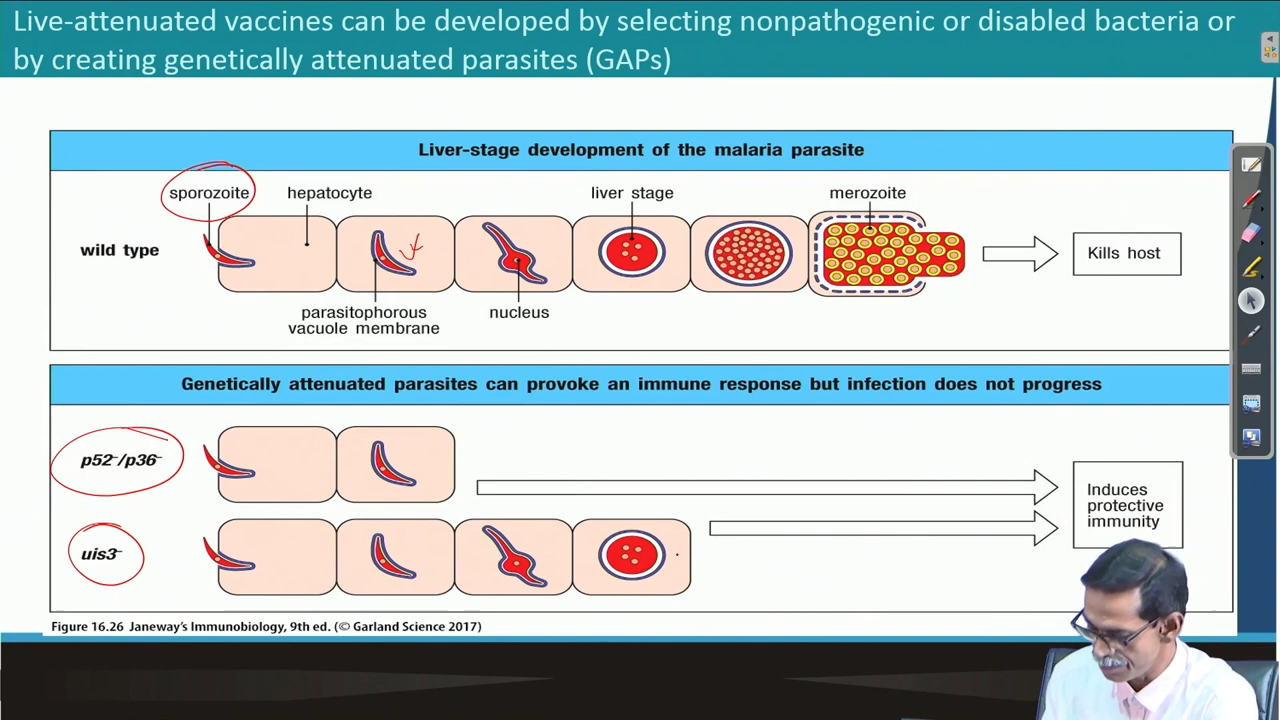 Live-attenuated vaccines can be developed by selecting nonpathogenic or disabled bacteria or
by creating genetically attenuated parasites (GAPs)
Liver-stage development of the malaria parasite
sporozoite hepatocyte liver stage merozoite
wild type
Kills host
parasitophorous
vacuole membrane
nucleus
Genetically attenuated parasites can provoke an immune response but infection does not progress
p52⁻/p36⁻
Induces
protective
immunity
uis3⁻
Figure 16.26 Janeway's Immunobiology, 9th ed. (© Garland Science 2017)